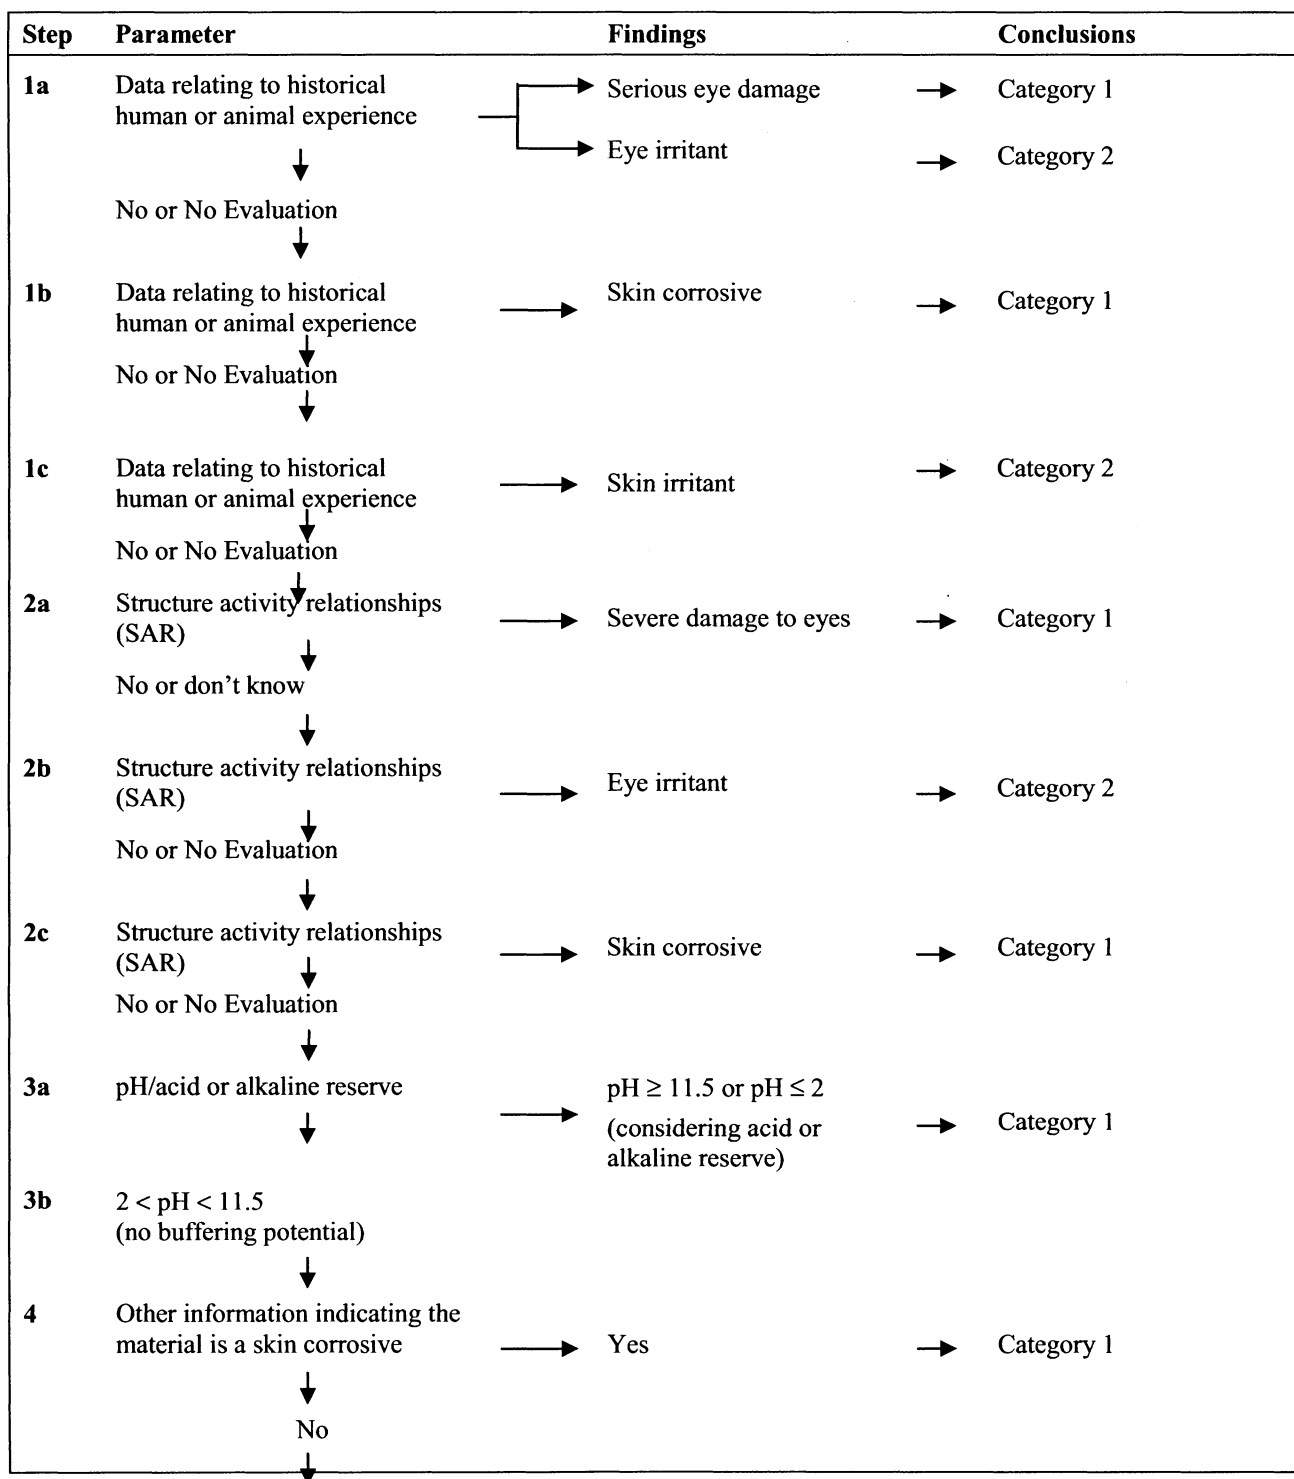 Step Parameter Findings Conclusions
1a Data relating to historical Serious eye damage Category 1
human or animal experience
Eye irritant Category 2
No or No Evaluation
1b Data relating to historical Skin corrosive Category 1
human or animal experience
No or No Evaluation
1c Data relating to historical Category 2
human or animal experience Skin irritant
No or No Evaluation
2a Structure activity relationships Severe damage to eyes Category 1
(SAR)
No or don't know
2b Structure activity relationships Eye irritant Category 2
(SAR)
No or No Evaluation
2c Structure activity relationships Skin corrosive Category 1
(SAR)
No or No Evaluation
3a pH/acid or alkaline reserve pH ≥ 11.5 or pH ≤ 2
(considering acid or Category 1
alkaline reserve)
3b 2 < pH < 11.5
(no buffering potential)
4 Other information indicating the
material is a skin corrosive Yes Category 1
No